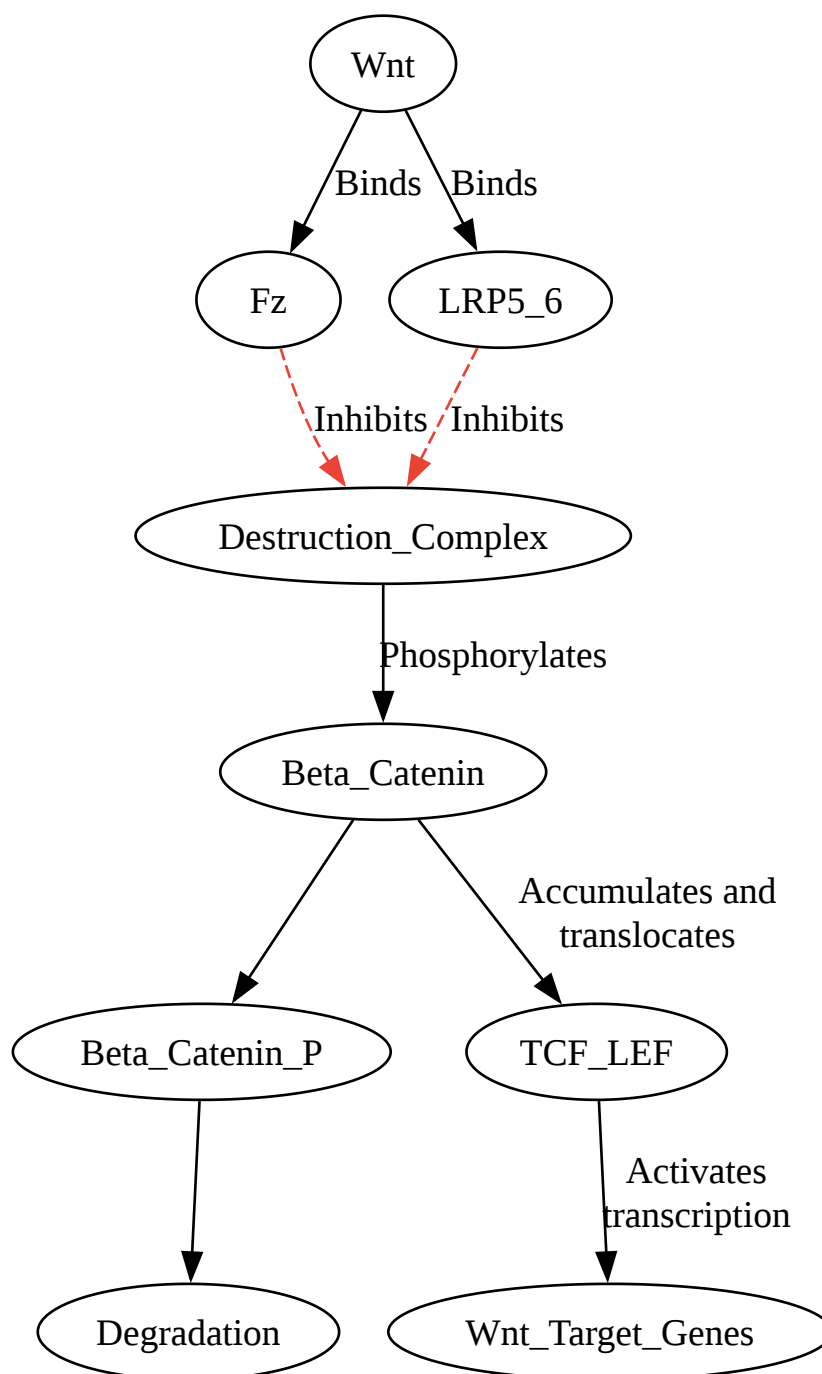 Wnt
Binds
Binds
Fz
LRP5_6
Inhibits
Inhibits
Destruction_Complex
Phosphorylates
Beta_Catenin
Accumulates and
translocates
Beta_Catenin_P
TCF_LEF
Activates
transcription
Degradation
Wnt_Target_Genes